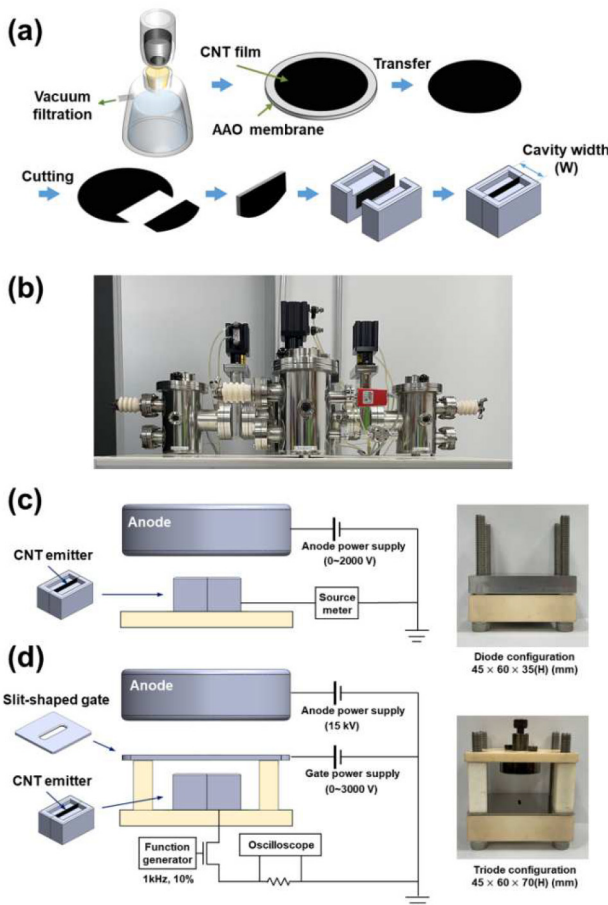 (a)
Vacuum
filtration
CNT film
AAO membrane
Transfer
Cutting
Cavity width
(W)
(b)
(c)
Anode
CNT emitter
Anode power supply
(0~2000 V)
Source
meter
Diode configuration
45 × 60 × 35(H) (mm)
(d)
Slit-shaped gate
Anode
Anode power supply
(15 kV)
CNT emitter
Gate power supply
(0~3000 V)
Function
generator
1kHz, 10%
Oscilloscope
Triode configuration
45 × 60 × 70(H) (mm)